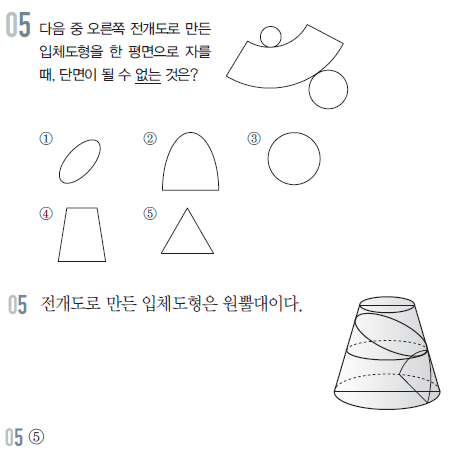 05 다음 중 오른쪽 전개도로 만든
입체도형을 한 평면으로 자를
때, 단면이 될 수 없는 것은?
① ② ③
④ ⑤
05 전개도로 만든 입체도형은 원뿔대이다.
05 ⑤